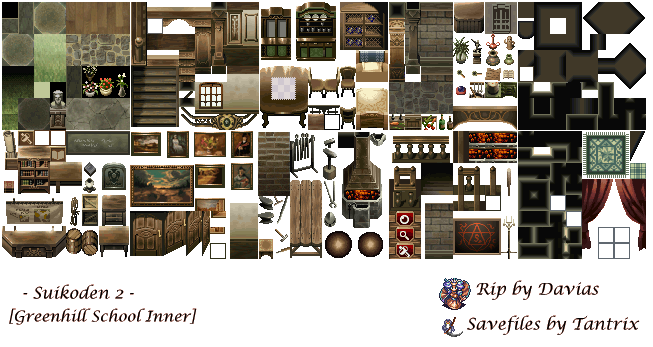 - Suikoden 2 -
[Greenhill School Inner]
Rip by Davias
Savefiles by Tantrix